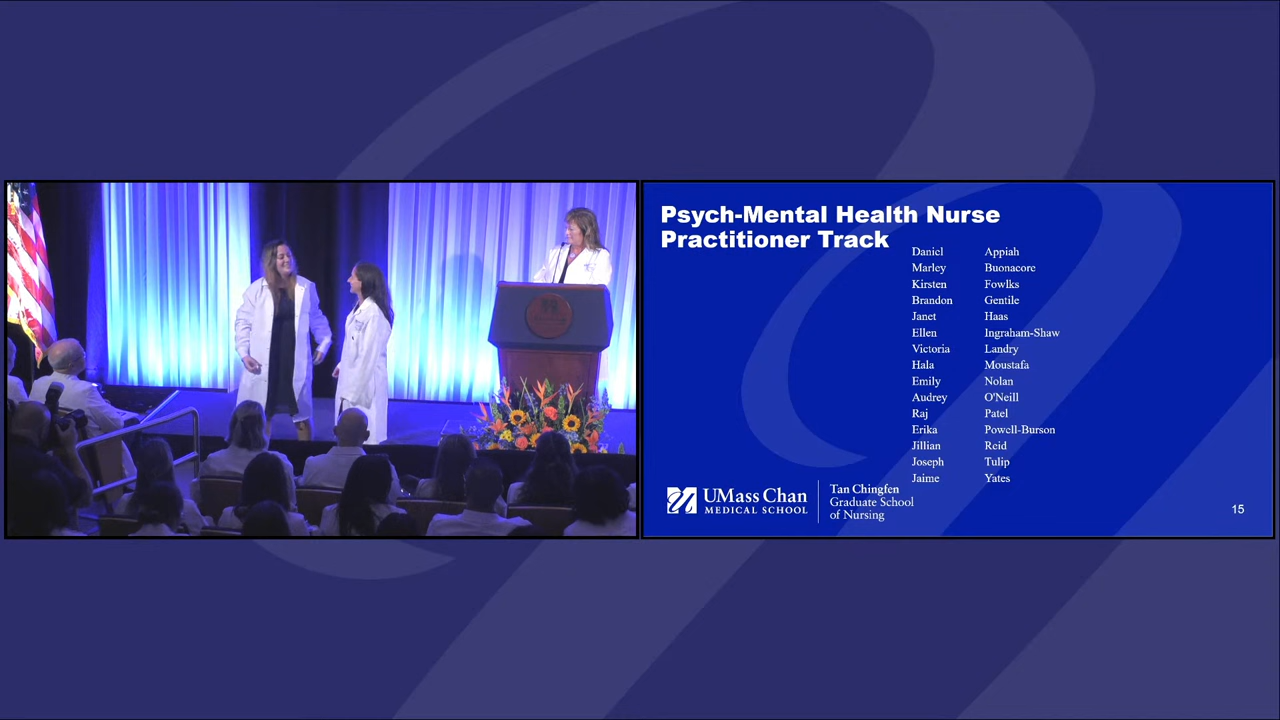 Psych-Mental Health Nurse
Practitioner Track
Daniel Appiah
Marley Buonacore
Kirsten Fowlks
Brandon Gentile
Janet Haas
Ellen Ingraham-Shaw
Victoria Landry
Hala Moustafa
Emily Nolan
Audrey O'Neill
Raj Patel
Erika Powell-Burson
Jillian Reid
Joseph Tulip
Jaime Yates
UMass Chan
MEDICAL SCHOOL
Tan Chingfen
Graduate School
of Nursing
15